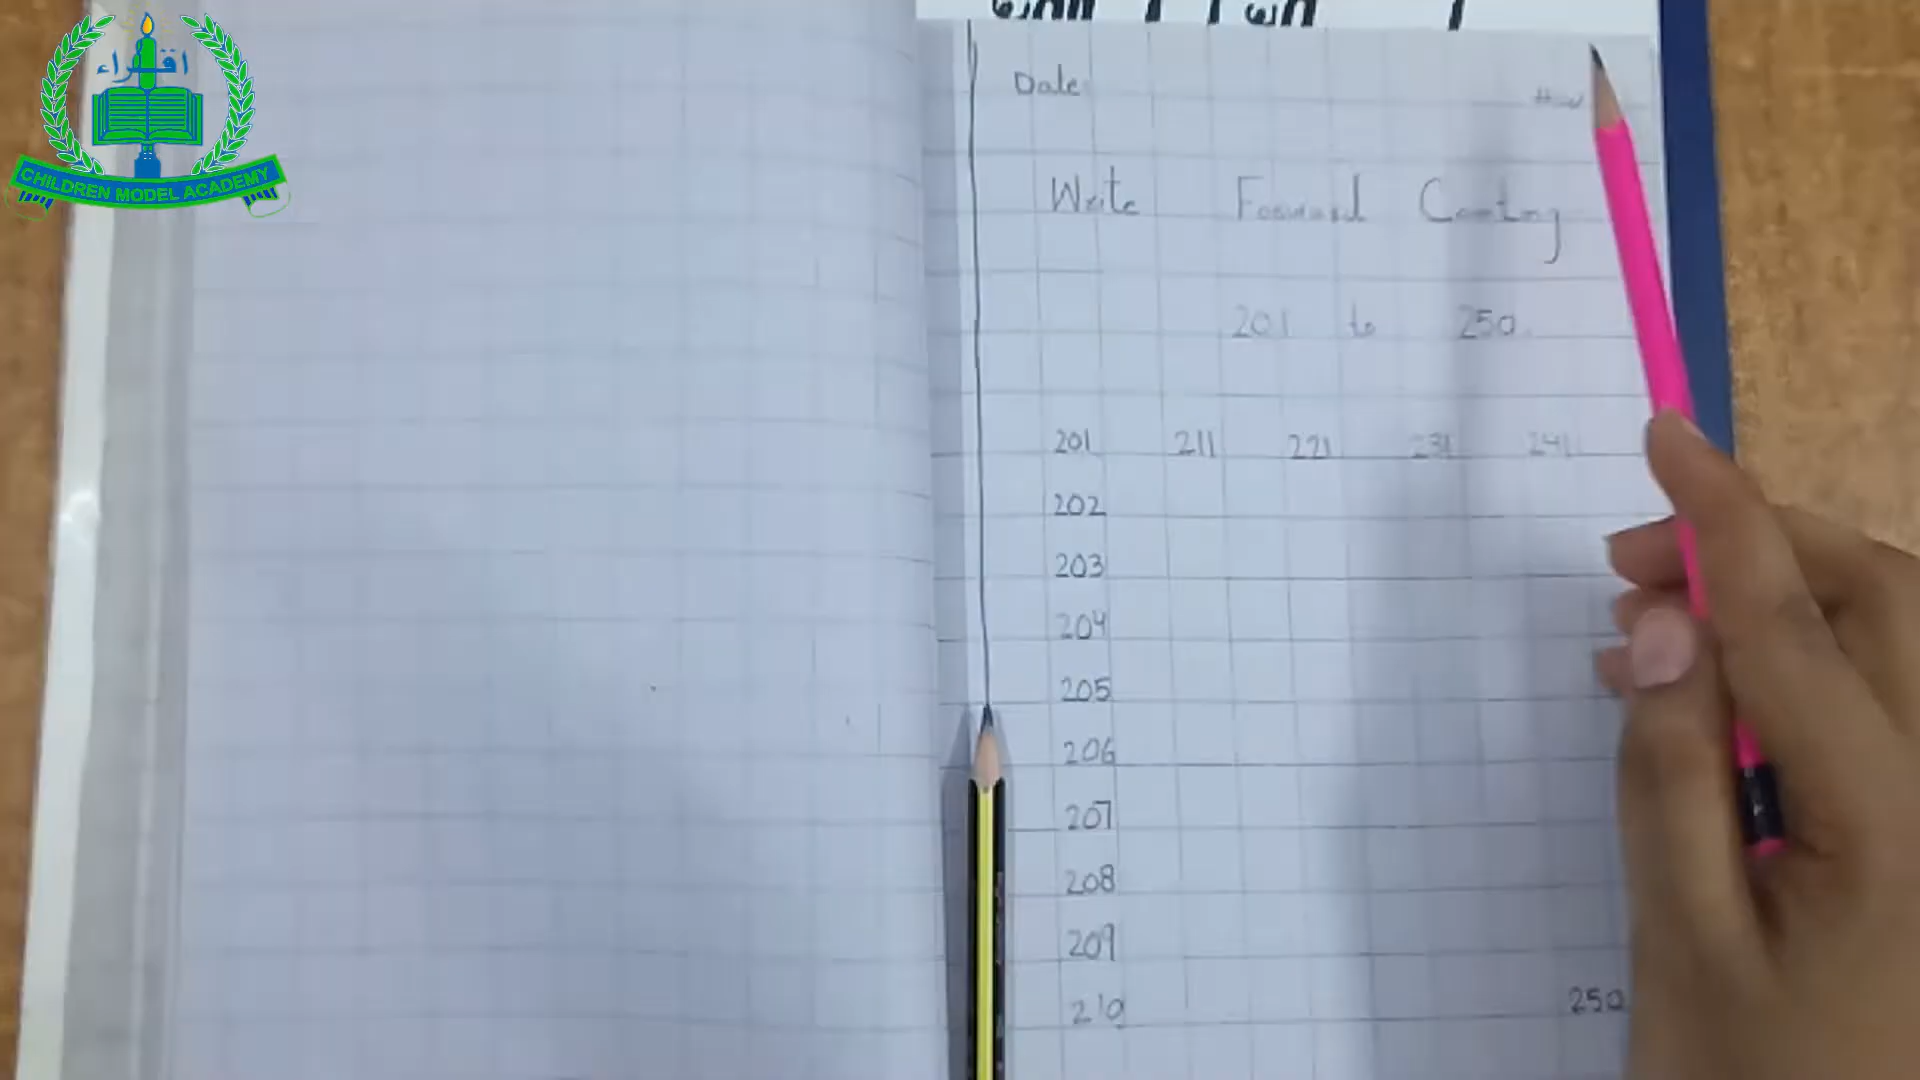 اقراء
CHILDREN MODEL ACADEMY
Date:
H.W
Write Forward Counting
201 to 250.
201 211 221 231 241
202
203
204
205
206
207
208
209
210 250